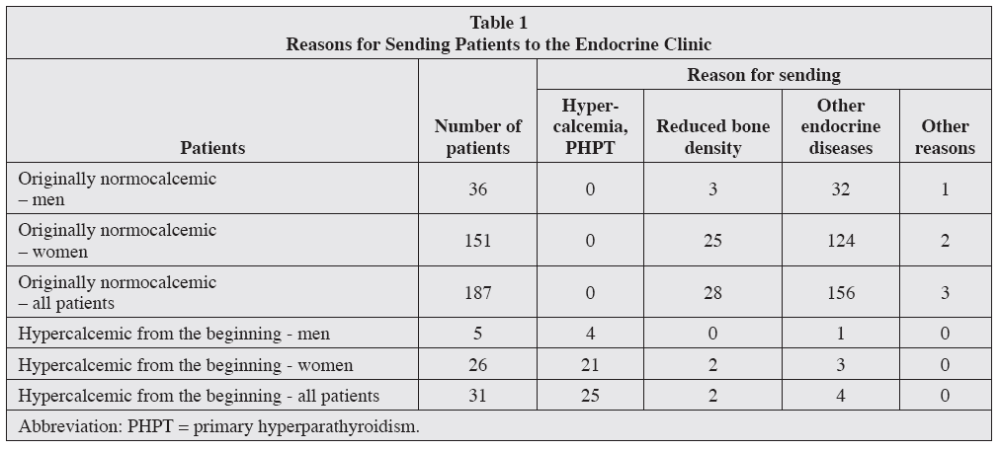 Table 1
Reasons for Sending Patients to the Endocrine Clinic
Reason for sending
Patients
Number of
patients
Hyper-
calcemia,
PHPT
Reduced bone
density
Other
endocrine
diseases
Other
reasons
Originally normocalcemic
– men
36 0 3 32 1
Originally normocalcemic
– women
151 0 25 124 2
Originally normocalcemic
– all patients
187 0 28 156 3
Hypercalcemic from the beginning - men 5 4 0 1 0
Hypercalcemic from the beginning - women 26 21 2 3 0
Hypercalcemic from the beginning - all patients 31 25 2 4 0
Abbreviation: PHPT = primary hyperparathyroidism.